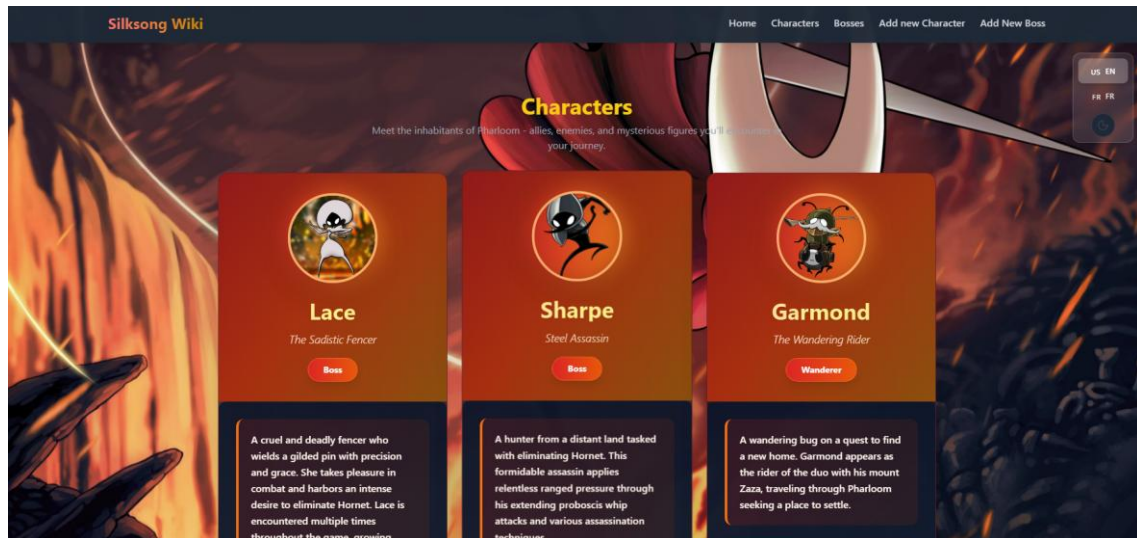 Silksong Wiki
Home Characters Bosses Add new Character Add New Boss
US EN
FR FR
Characters
Meet the inhabitants of Pharloom - allies, enemies, and mysterious figures you'll encounter on
your journey.
Lace
The Sadistic Fencer
Boss
A cruel and deadly fencer who
wields a gilded pin with precision
and grace. She takes pleasure in
combat and harbors an intense
desire to eliminate Hornet. Lace is
encountered multiple times
throughout the game, growing
Sharpe
Steel Assassin
Boss
A hunter from a distant land tasked
with eliminating Hornet. This
formidable assassin applies
relentless ranged pressure through
his extending proboscis whip
attacks and various assassination
techniques.
Garmond
The Wandering Rider
Wanderer
A wandering bug on a quest to find
a new home. Garmond appears as
the rider of the duo with his mount
Zaza, traveling through Pharloom
seeking a place to settle.